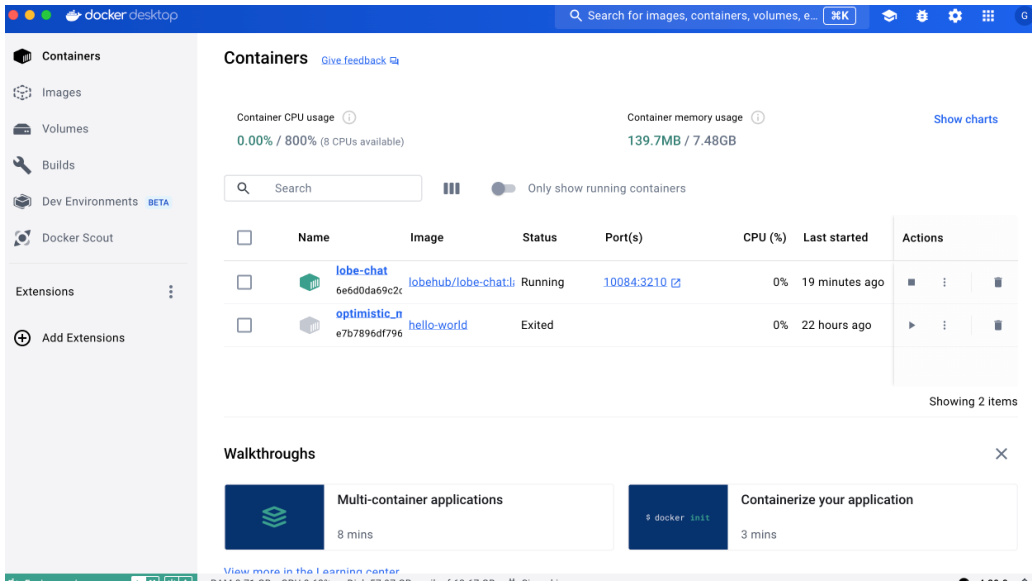 docker desktop
Search for images, containers, volumes, e... ⌘K
G
Containers
Images
Volumes
Builds
Dev Environments BETA
Docker Scout
Extensions
Add Extensions
Containers Give feedback
Container CPU usage
0.00% / 800% (8 CPUs available)
Container memory usage
139.7MB / 7.48GB
Show charts
Search
Only show running containers
Name Image Status Port(s) CPU (%) Last started Actions
lobe-chat
6e6d0da69c2c lobehub/lobe-chat:l Running 10084:3210 0% 19 minutes ago
optimistic_m
e7b7896df796 hello-world Exited 0% 22 hours ago
Showing 2 items
Walkthroughs
Multi-container applications
8 mins
$ docker init
Containerize your application
3 mins
View more in the Learning center